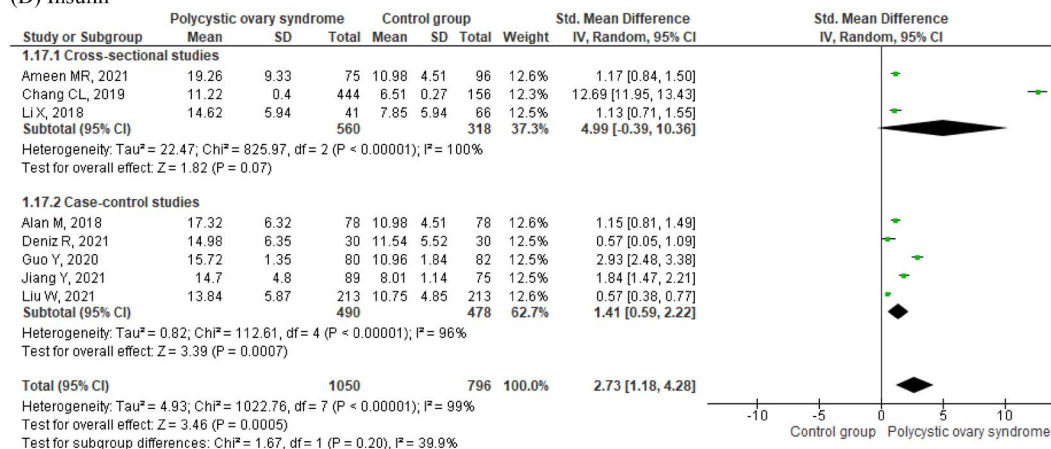 (D) Insulin
Polycystic ovary syndrome Control group Std. Mean Difference Std. Mean Difference
Study or Subgroup Mean SD Total Mean SD Total Weight IV, Random, 95% CI IV, Random, 95% CI
1.17.1 Cross-sectional studies
Ameen MR, 2021 19.26 9.33 75 10.98 4.51 96 12.6% 1.17 [0.84, 1.50]
Chang CL, 2019 11.22 0.4 444 6.51 0.27 156 12.3% 12.69 [11.95, 13.43]
Li X, 2018 14.62 5.94 41 7.85 5.94 66 12.5% 1.13 [0.71, 1.55]
Subtotal (95% CI) 560 318 37.3% 4.99 [-0.39, 10.36]
Heterogeneity: Tau² = 22.47; Chi² = 825.97, df = 2 (P < 0.00001); I² = 100%
Test for overall effect: Z = 1.82 (P = 0.07)
1.17.2 Case-control studies
Alan M, 2018 17.32 6.32 78 10.98 4.51 78 12.6% 1.15 [0.81, 1.49]
Deniz R, 2021 14.98 6.35 30 11.54 5.52 30 12.5% 0.57 [0.05, 1.09]
Guo Y, 2020 15.72 1.35 80 10.96 1.84 82 12.5% 2.93 [2.48, 3.38]
Jiang Y, 2021 14.7 4.8 89 8.01 1.14 75 12.5% 1.84 [1.47, 2.21]
Liu W, 2021 13.84 5.87 213 10.75 4.85 213 12.6% 0.57 [0.38, 0.77]
Subtotal (95% CI) 490 478 62.7% 1.41 [0.59, 2.22]
Heterogeneity: Tau² = 0.82; Chi² = 112.61, df = 4 (P < 0.00001); I² = 96%
Test for overall effect: Z = 3.39 (P = 0.0007)
Total (95% CI) 1050 796 100.0% 2.73 [1.18, 4.28]
Heterogeneity: Tau² = 4.93; Chi² = 1022.76, df = 7 (P < 0.00001); I² = 99%
Test for overall effect: Z = 3.46 (P = 0.0005)
Test for subgroup differences: Chi² = 1.67, df = 1 (P = 0.20), I² = 39.9%
-10 -5 0 5 10
Control group Polycystic ovary syndrome